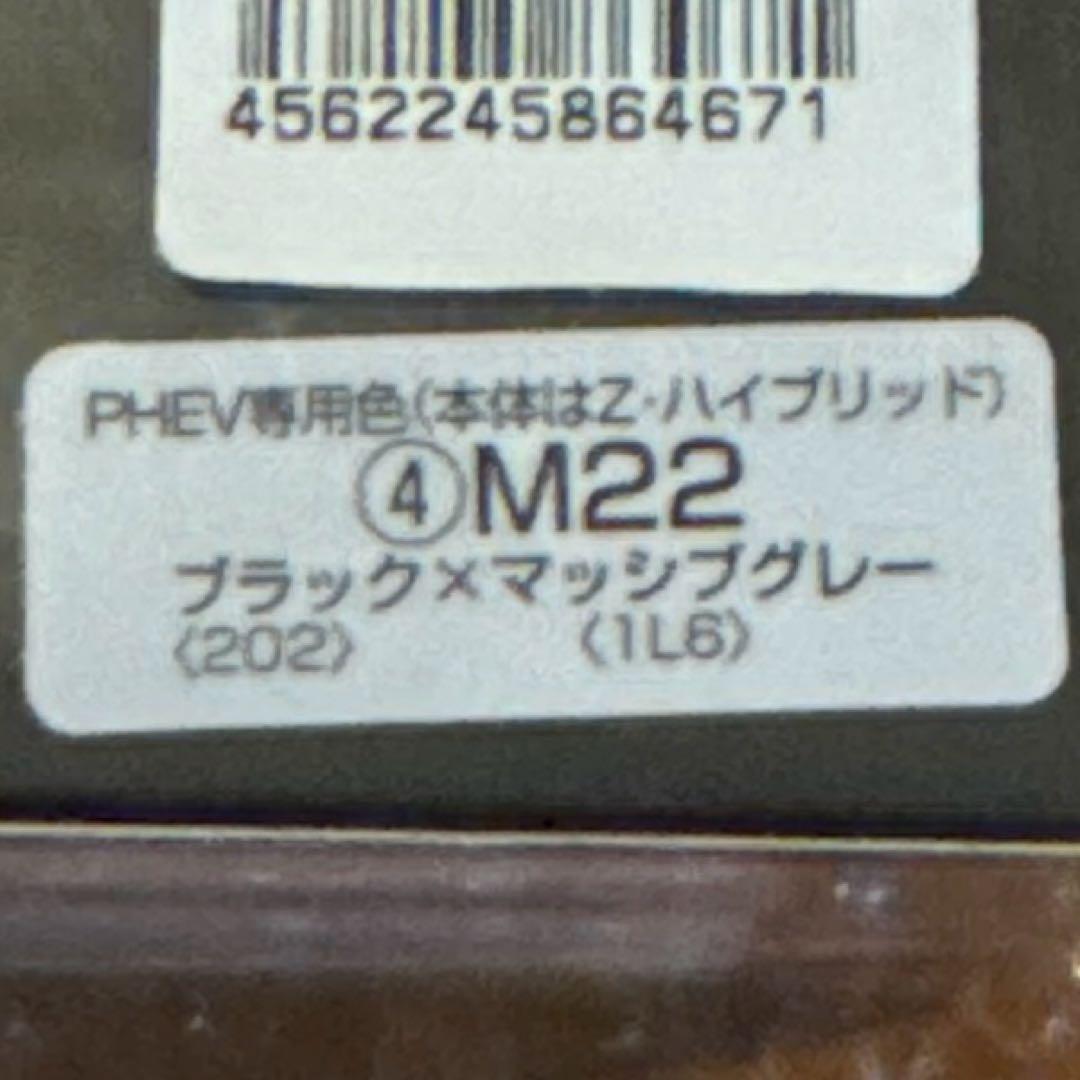 4562245864671
PHEV専用色(本体はZ・ハイブリッド)
④M22
ブラック×マッシブグレー
〈202〉 〈1L6〉